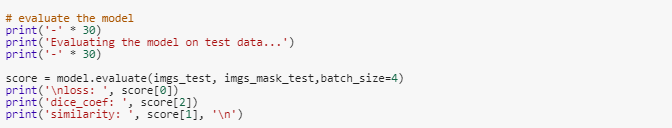 # evaluate the model
print('-' * 30)
print('Evaluating the model on test data...')
print('-' * 30)
score = model.evaluate(imgs_test, imgs_mask_test,batch_size=4)
print('\nloss: ', score[0])
print('dice_coef: ', score[2])
print('similarity: ', score[1], '\n')